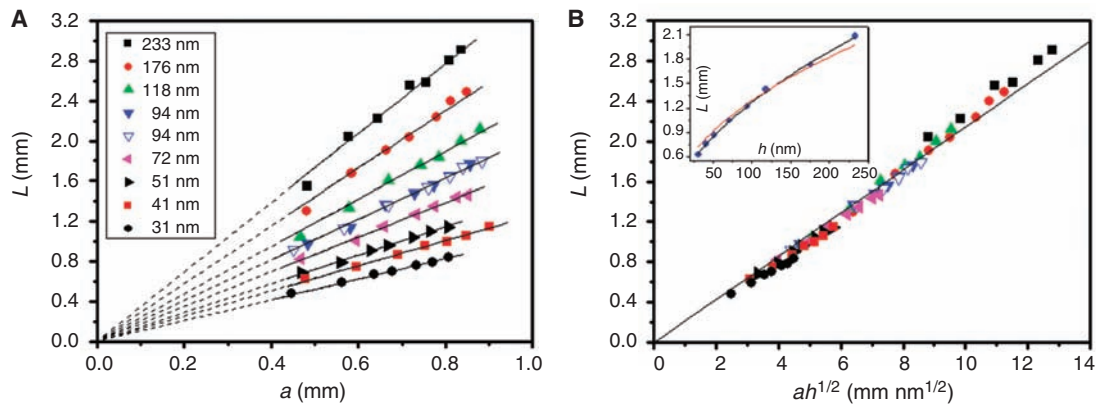 A
3.2
2.8
2.4
2.0
1.6
1.2
0.8
0.4
0.0
L (mm)
233 nm
176 nm
118 nm
94 nm
94 nm
72 nm
51 nm
41 nm
31 nm
0.0 0.2 0.4 0.6 0.8 1.0
a (mm)
B
3.2
2.8
2.4
2.0
1.6
1.2
0.8
0.4
0.0
L (mm)
2.1
1.8
1.5
1.2
0.9
0.6
L (mm)
h (nm)
50 100 150 200 250
0 2 4 6 8 10 12 14
ah^{1/2} (mm nm^{1/2})